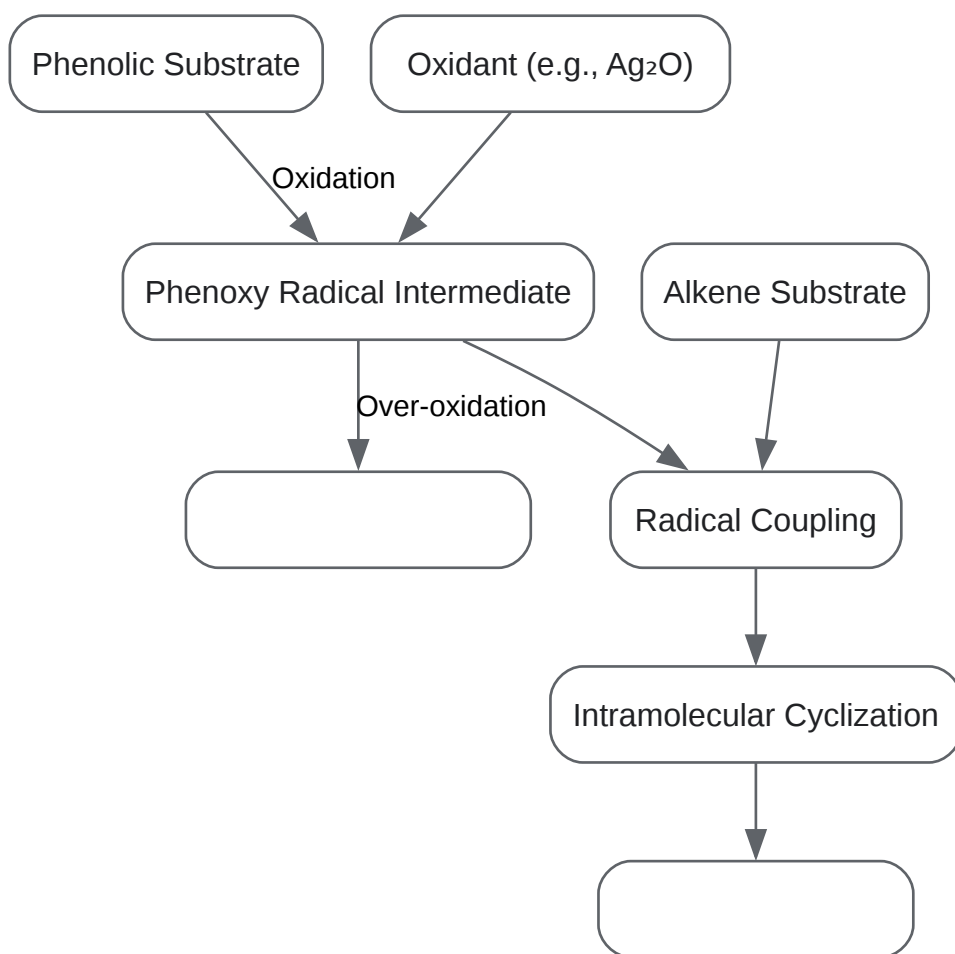 Phenolic Substrate
Oxidant (e.g., Ag₂O)
Oxidation
Phenoxy Radical Intermediate
Alkene Substrate
Over-oxidation
Radical Coupling
Intramolecular Cyclization